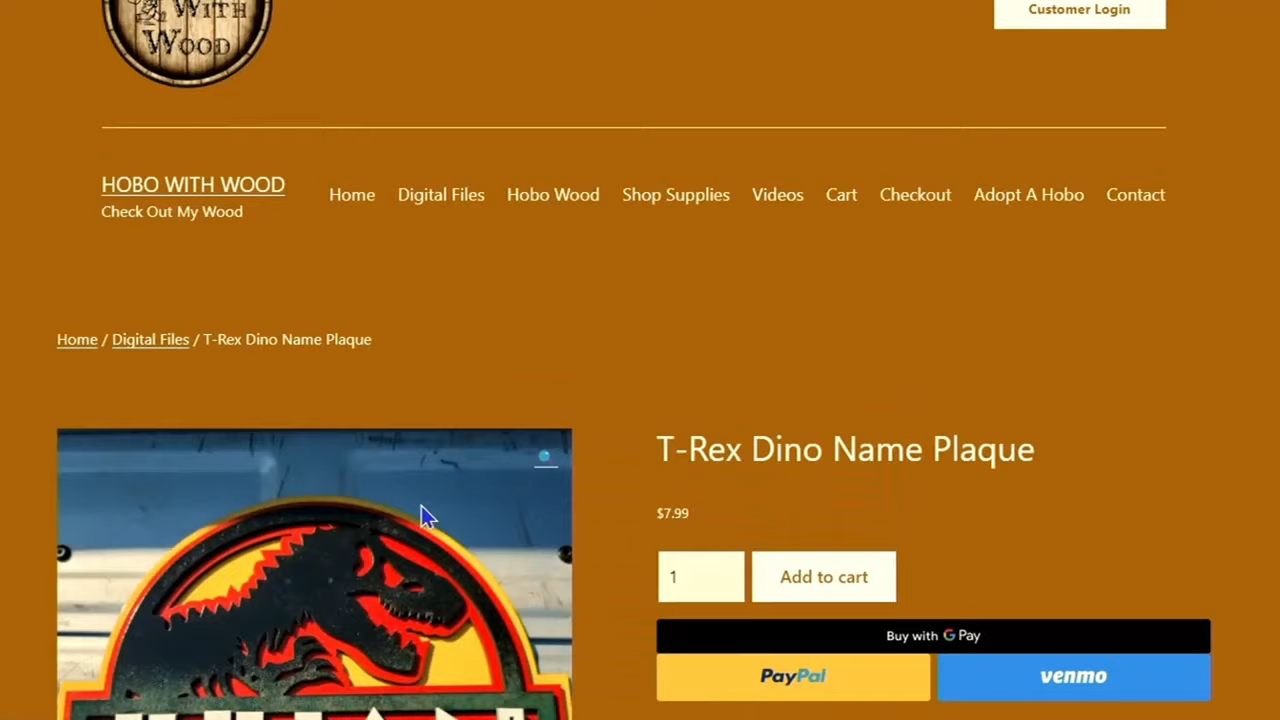 With
Wood
Customer Login
HOBO WITH WOOD
Check Out My Wood
Home Digital Files Hobo Wood Shop Supplies Videos Cart Checkout Adopt A Hobo Contact
Home / Digital Files / T-Rex Dino Name Plaque
T-Rex Dino Name Plaque
$7.99
1 Add to cart
Buy with G Pay
PayPal venmo